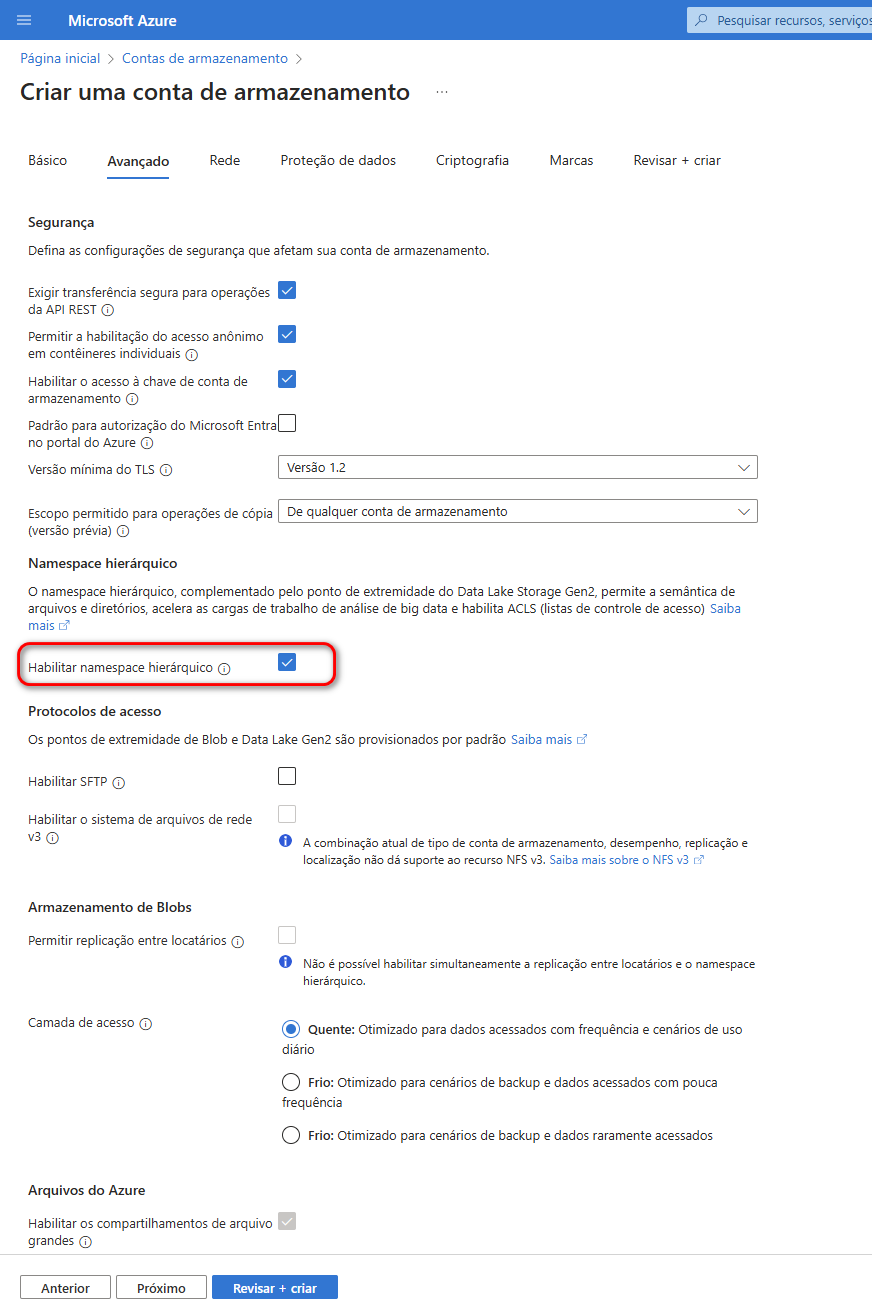 Microsoft Azure
Pesquisar recursos, serviços
Página inicial > Contas de armazenamento >
Criar uma conta de armazenamento ...
Básico Avançado Rede Proteção de dados Criptografia Marcas Revisar + criar
Segurança
Defina as configurações de segurança que afetam sua conta de armazenamento.
Exigir transferência segura para operações
da API REST
Permitir a habilitação do acesso anônimo
em contêineres individuais
Habilitar o acesso à chave de conta de
armazenamento
Padrão para autorização do Microsoft Entra
no portal do Azure
Versão mínima do TLS
Versão 1.2
Escopo permitido para operações de cópia
(versão prévia)
De qualquer conta de armazenamento
Namespace hierárquico
O namespace hierárquico, complementado pelo ponto de extremidade do Data Lake Storage Gen2, permite a semântica de
arquivos e diretórios, acelera as cargas de trabalho de análise de big data e habilita ACLS (listas de controle de acesso) Saiba
mais
Habilitar namespace hierárquico
Protocolos de acesso
Os pontos de extremidade de Blob e Data Lake Gen2 são provisionados por padrão Saiba mais
Habilitar SFTP
Habilitar o sistema de arquivos de rede
v3
A combinação atual de tipo de conta de armazenamento, desempenho, replicação e
localização não dá suporte ao recurso NFS v3. Saiba mais sobre o NFS v3
Armazenamento de Blobs
Permitir replicação entre locatários
Não é possível habilitar simultaneamente a replicação entre locatários e o namespace
hierárquico.
Camada de acesso
Quente: Otimizado para dados acessados com frequência e cenários de uso
diário
Frio: Otimizado para cenários de backup e dados acessados com pouca
frequência
Frio: Otimizado para cenários de backup e dados raramente acessados
Arquivos do Azure
Habilitar os compartilhamentos de arquivo
grandes
Anterior Próximo Revisar + criar